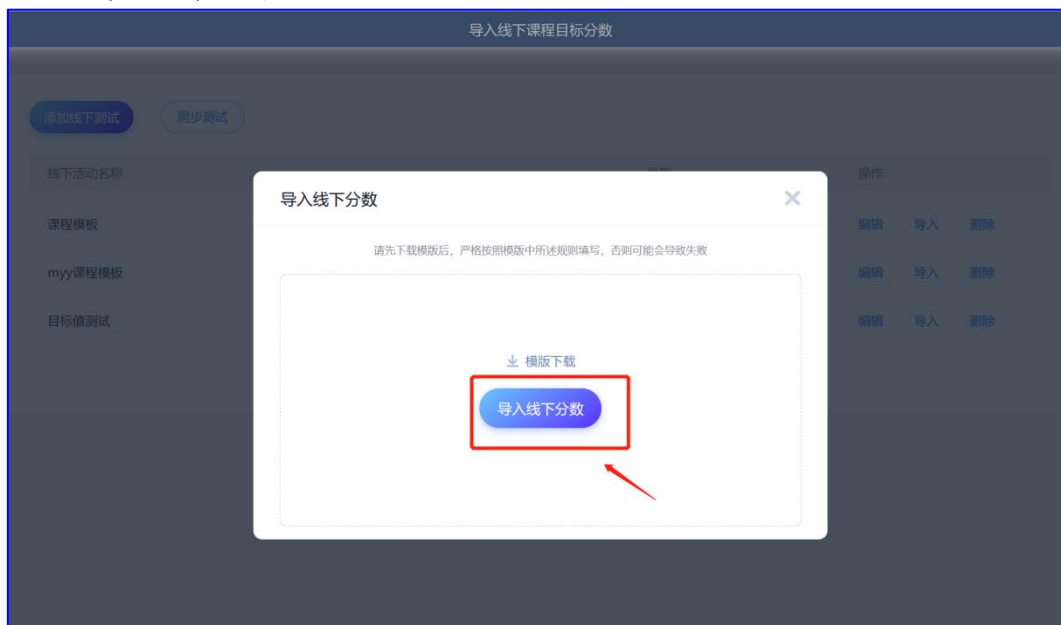 导入线下课程目标分数
添加线下测试 同步测试
线下活动名称 操作
导入线下分数
课程模板 编辑 导入 删除
请先下载模版后，严格按照模版中所述规则填写，否则可能会导致失败
myy课程模板 编辑 导入 删除
目标值测试 编辑 导入 删除
模版下载
导入线下分数